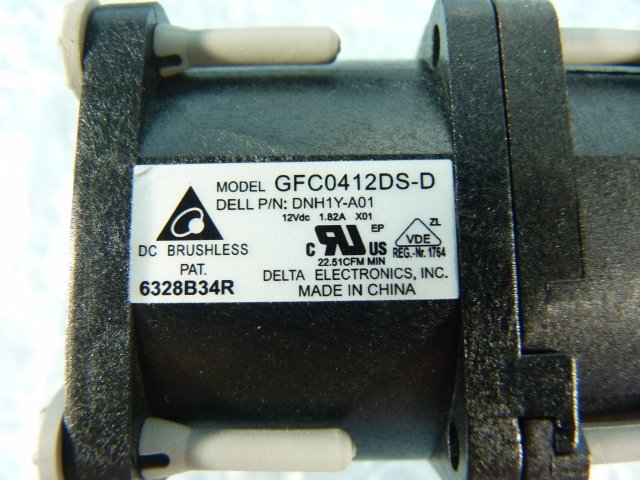 MODEL GFC0412DS-D
DELL P/N: DNH1Y-A01
12Vdc 1.82A X01
DC BRUSHLESS
PAT.
6328B34R
c RU US EP
22.51CFM MIN
VDE ZL
REG.-Nr. 1764
DELTA ELECTRONICS, INC.
MADE IN CHINA